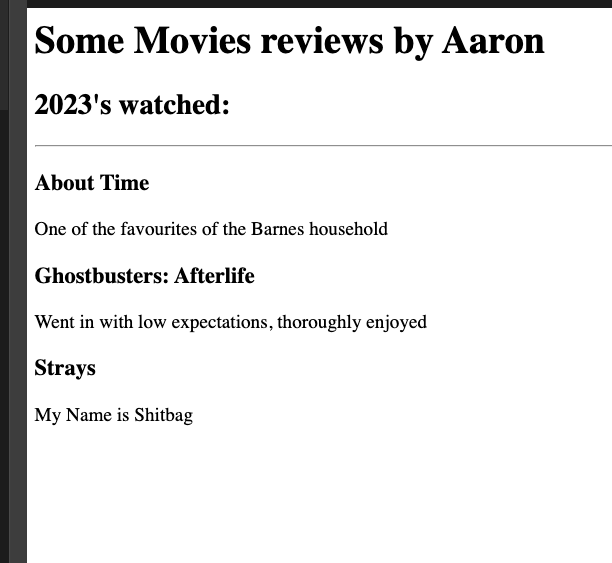 Some Movies reviews by Aaron
2023's watched:
About Time
One of the favourites of the Barnes household
Ghostbusters: Afterlife
Went in with low expectations, thoroughly enjoyed
Strays
My Name is Shitbag